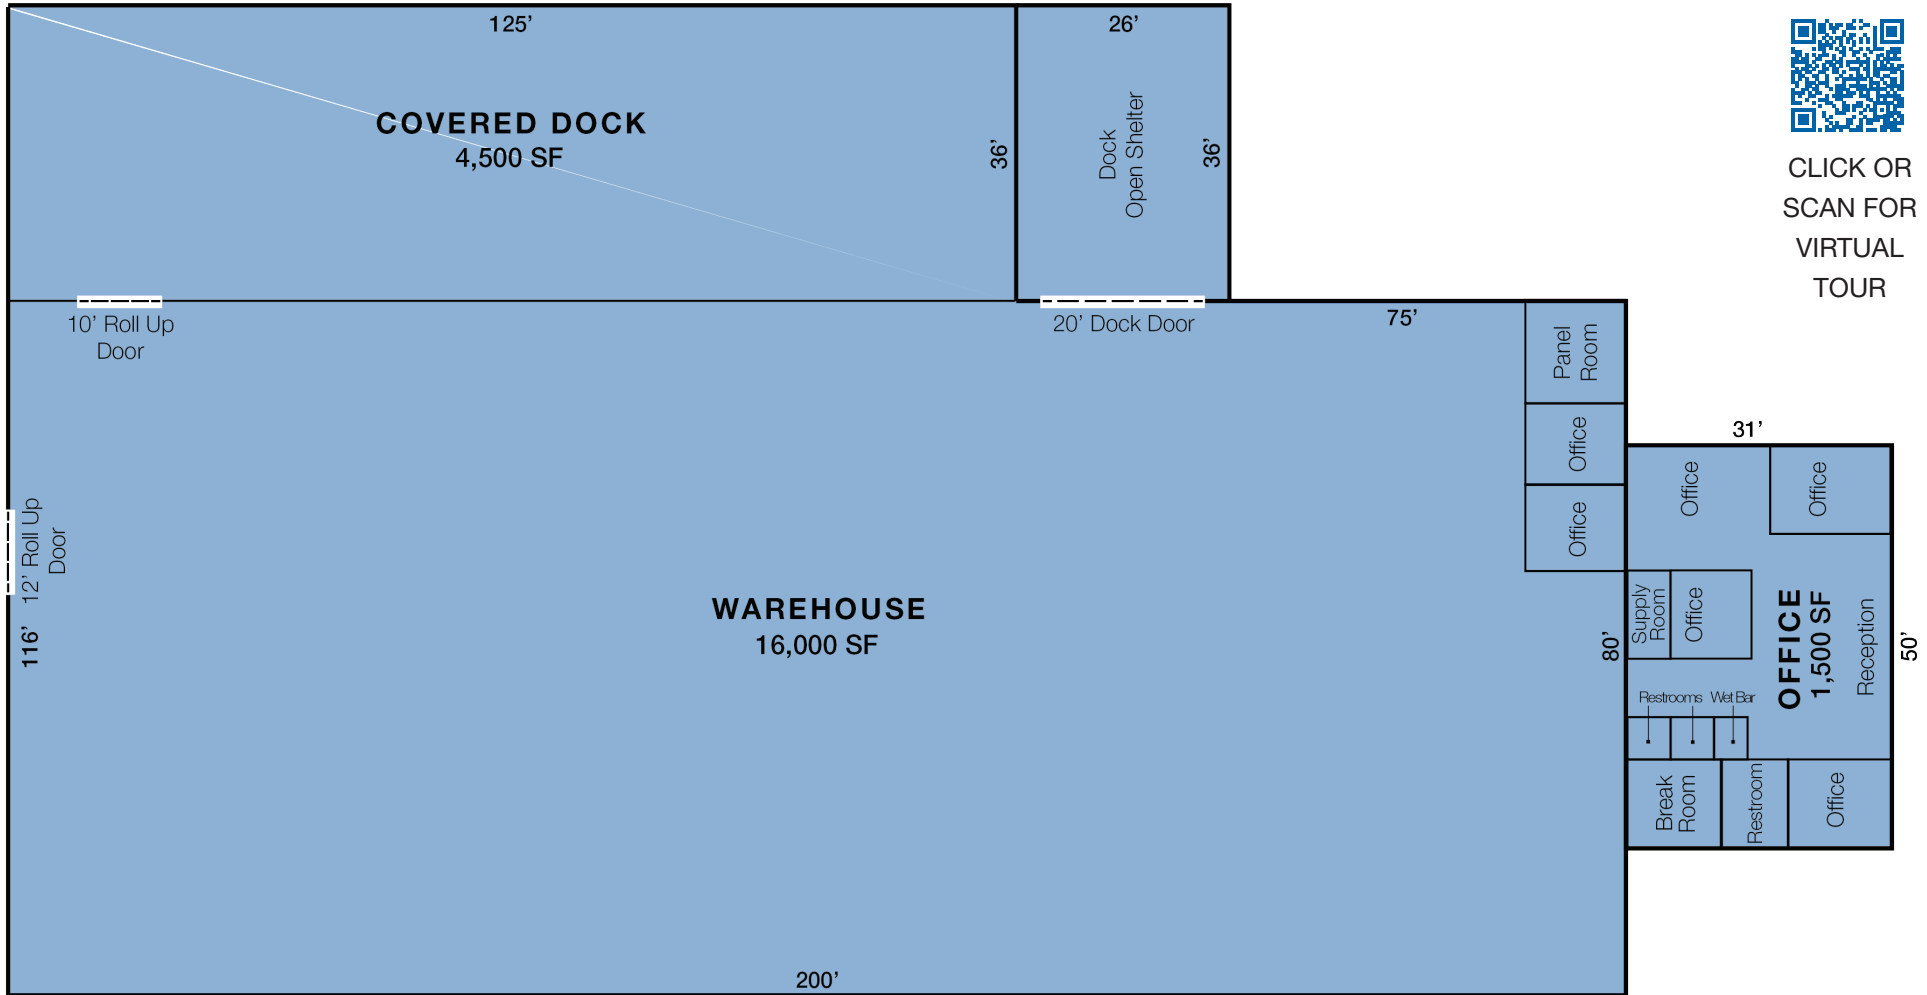 125’
26’
COVERED DOCK
4,500 SF
36’
Dock
Open Shelter
36’
CLICK OR
SCAN FOR
VIRTUAL
TOUR
10’ Roll Up
Door
20’ Dock Door
75’
Panel
Room
Office
Office
31’
Office
Office
12’ Roll Up
Door
116’
WAREHOUSE
16,000 SF
80’
Supply
Room
Office
OFFICE
1,500 SF
Reception
50’
Restrooms
Wet Bar
Break
Room
Restroom
Office
200’